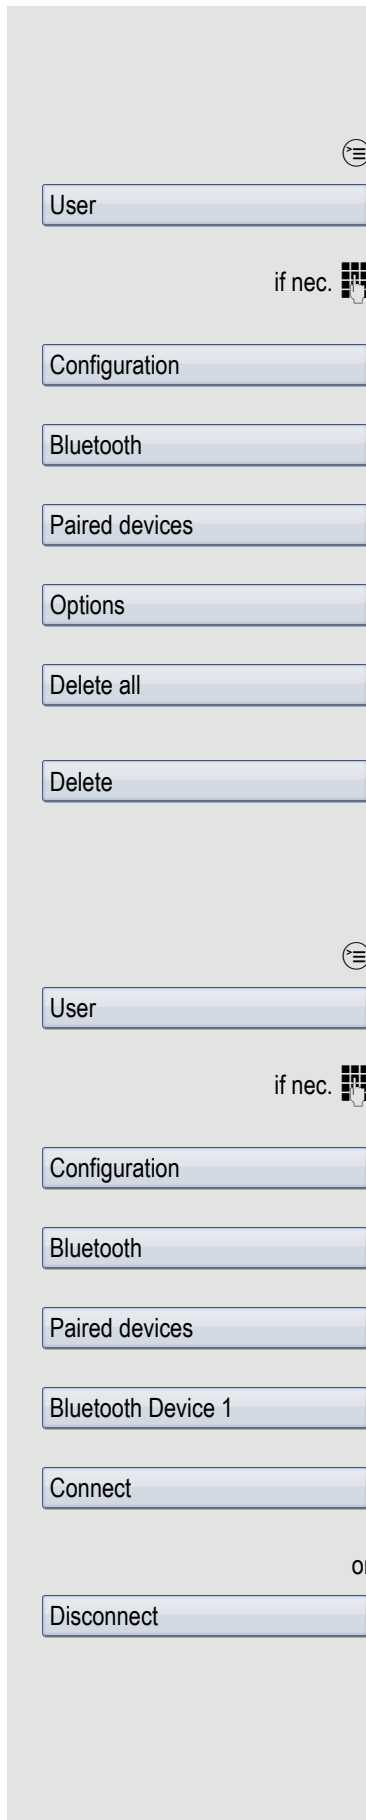 User
if nec.
Configuration
Bluetooth
Paired devices
Options
Delete all
Delete
User
if nec.
Configuration
Bluetooth
Paired devices
Bluetooth Device 1
Connect
or
Disconnect